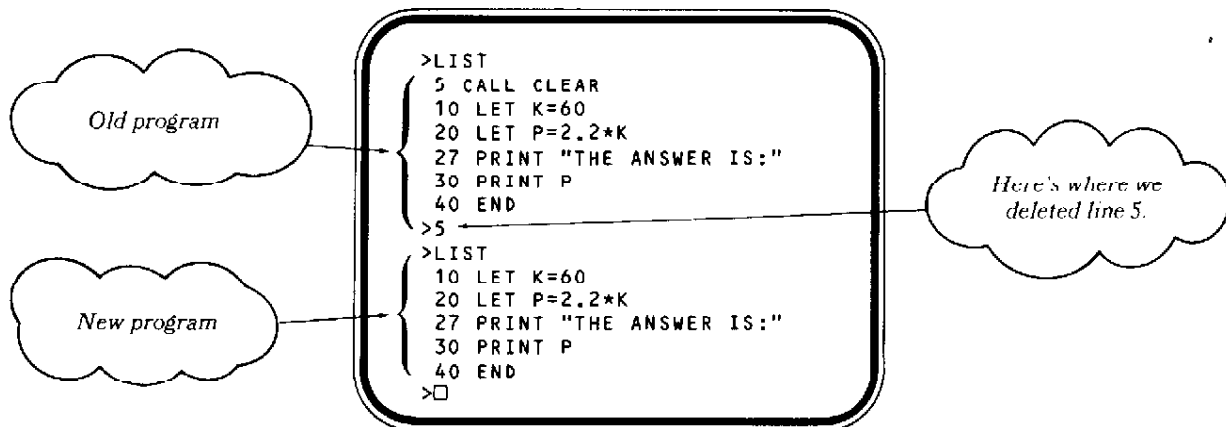 >LIST
5 CALL CLEAR
10 LET K=60
20 LET P=2.2*K
27 PRINT "THE ANSWER IS:"
30 PRINT P
40 END
>5
>LIST
10 LET K=60
20 LET P=2.2*K
27 PRINT "THE ANSWER IS:"
30 PRINT P
40 END
>□
Old program
New program
Here's where we
deleted line 5.